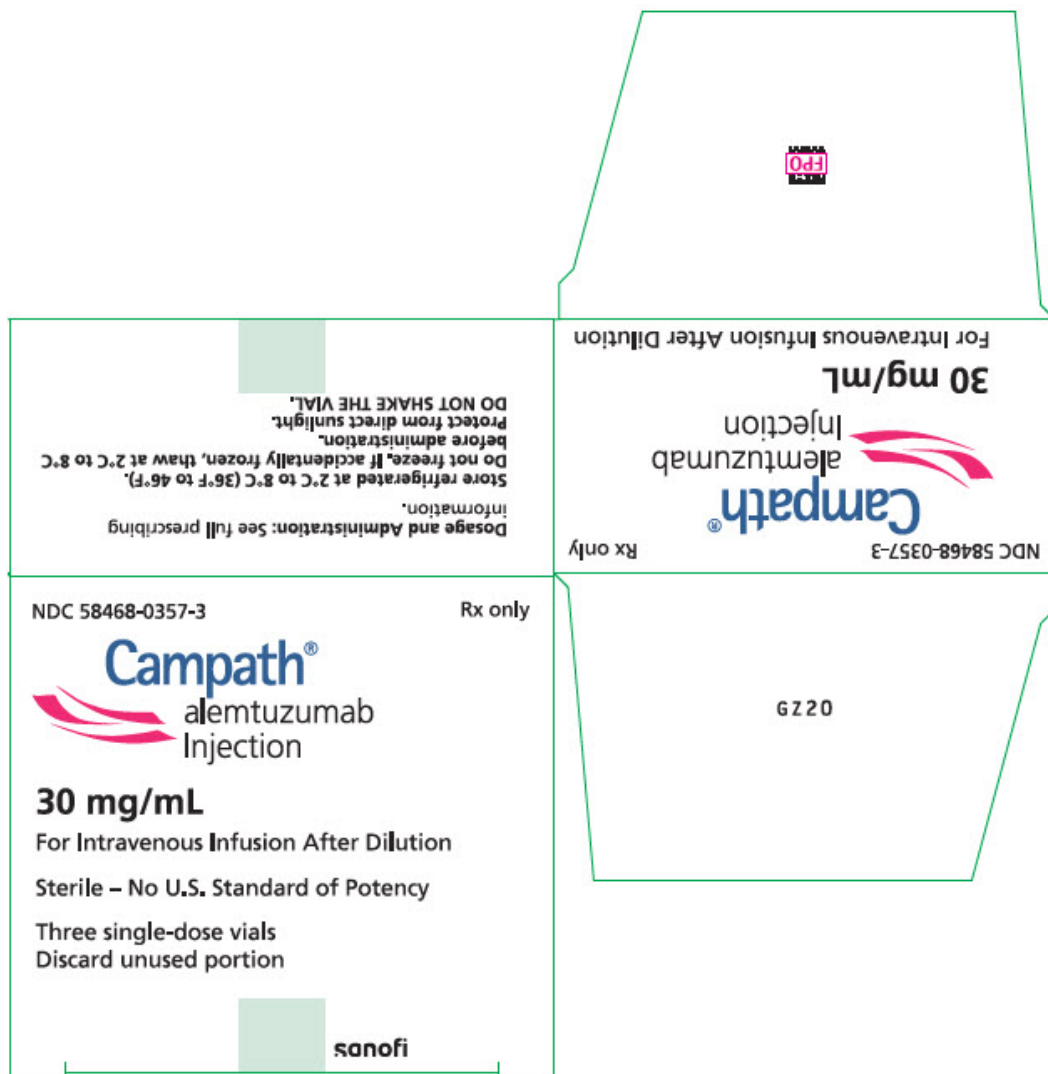 FPO
For Intravenous Infusion After Dilution
30 mg/mL
Injection
alemtuzumab
Campath®
NDC 58468-0357-3 Rx only
Dosage and Administration: See full prescribing
information.
Store refrigerated at 2°C to 8°C (36°F to 46°F).
Do not freeze. If accidentally frozen, thaw at 2°C to 8°C
before administration.
Protect from direct sunlight.
DO NOT SHAKE THE VIAL.
NDC 58468-0357-3 Rx only
Campath®
alemtuzumab
Injection
30 mg/mL
For Intravenous Infusion After Dilution
Sterile – No U.S. Standard of Potency
Three single-dose vials
Discard unused portion
sanofi
GZ20